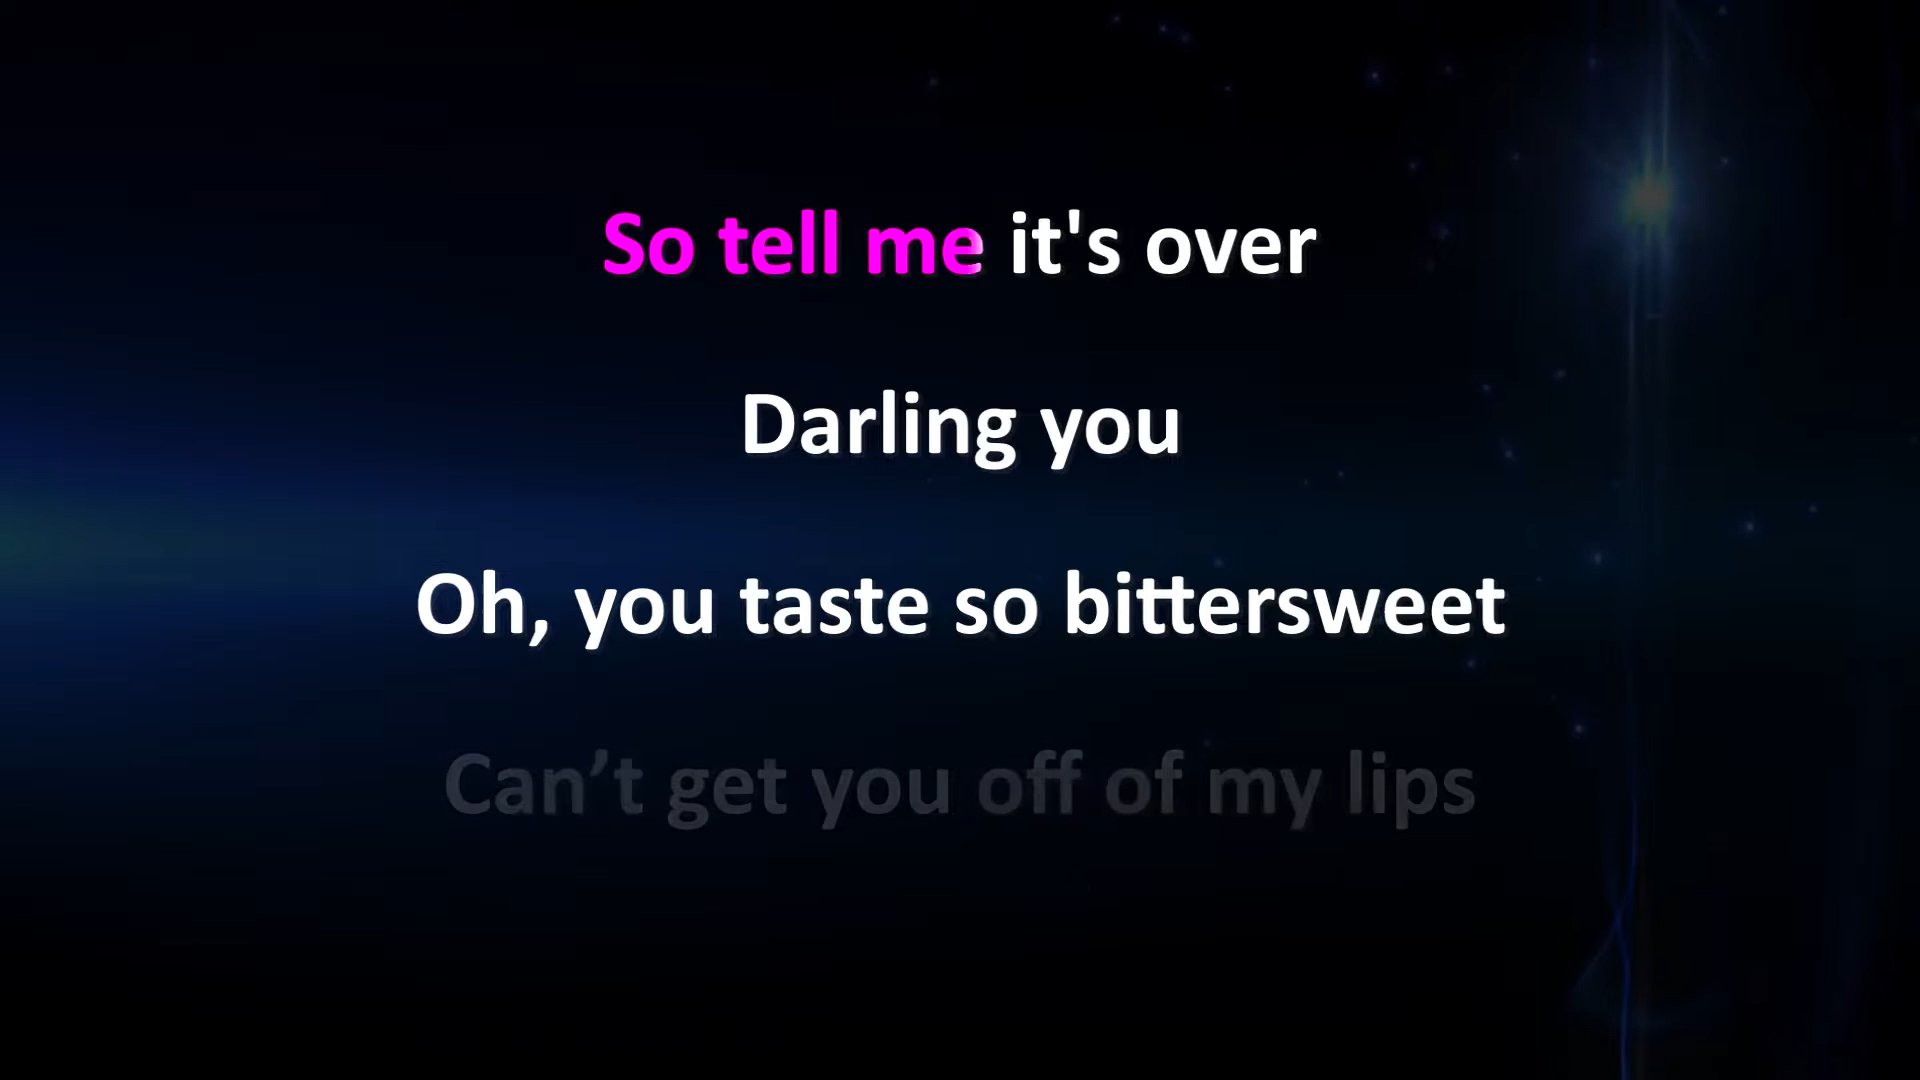 So tell me it's over
Darling you
Oh, you taste so bittersweet
Can’t get you off of my lips